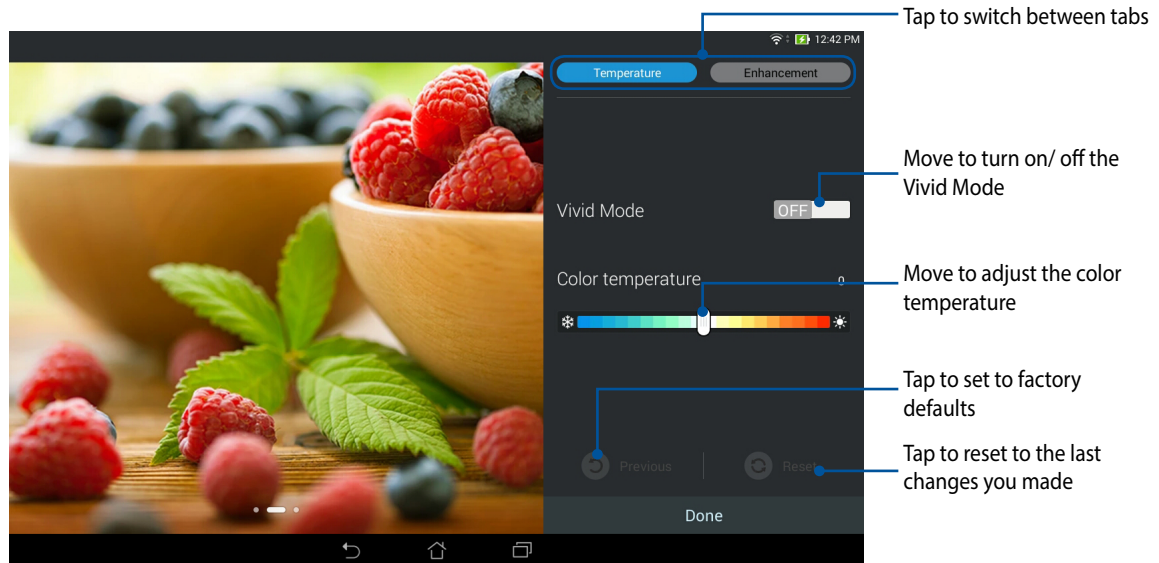 Tap to switch between tabs
12:42 PM
Temperature
Enhancement
Move to turn on/ off the
Vivid Mode
Vivid Mode
OFF
Color temperature
0
Move to adjust the color
temperature
Tap to set to factory
defaults
Previous
Reset
Tap to reset to the last
changes you made
Done